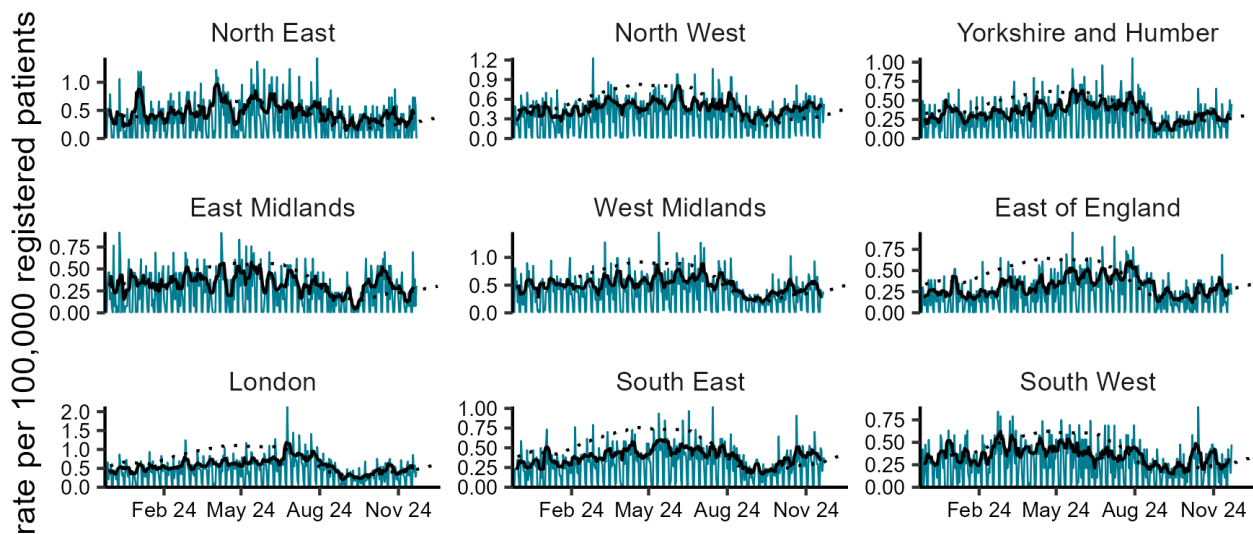 rate per 100,000 registered patients
North East
1.0
0.5
0.0
North West
1.2
0.9
0.6
0.3
0.0
Yorkshire and Humber
1.00
0.75
0.50
0.25
0.00
East Midlands
0.75
0.50
0.25
0.00
West Midlands
1.0
0.5
0.0
East of England
0.75
0.50
0.25
0.00
London
2.0
1.5
1.0
0.5
0.0
Feb 24 May 24 Aug 24 Nov 24
South East
1.00
0.75
0.50
0.25
0.00
Feb 24 May 24 Aug 24 Nov 24
South West
0.75
0.50
0.25
0.00
Feb 24 May 24 Aug 24 Nov 24